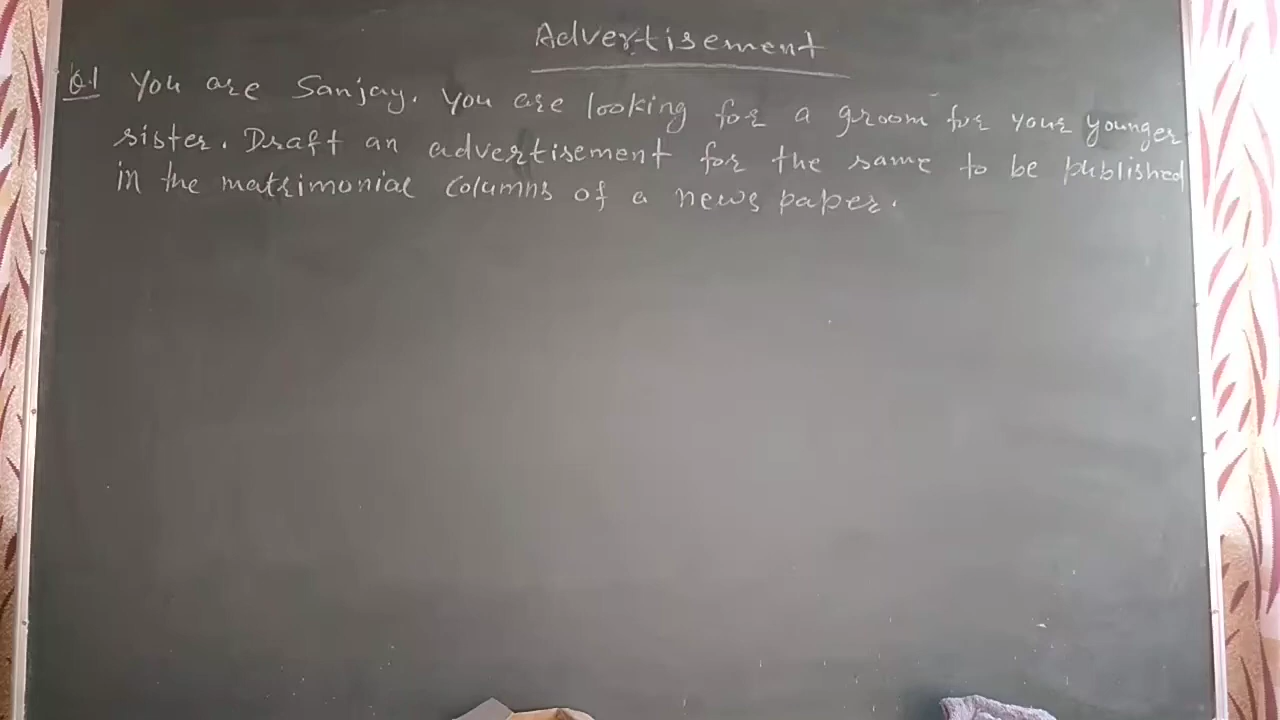 Advertisement
Q.1 You are Sanjay. You are looking for a groom for your younger
sister. Draft an advertisement for the same to be published
in the matrimonial columns of a news paper.